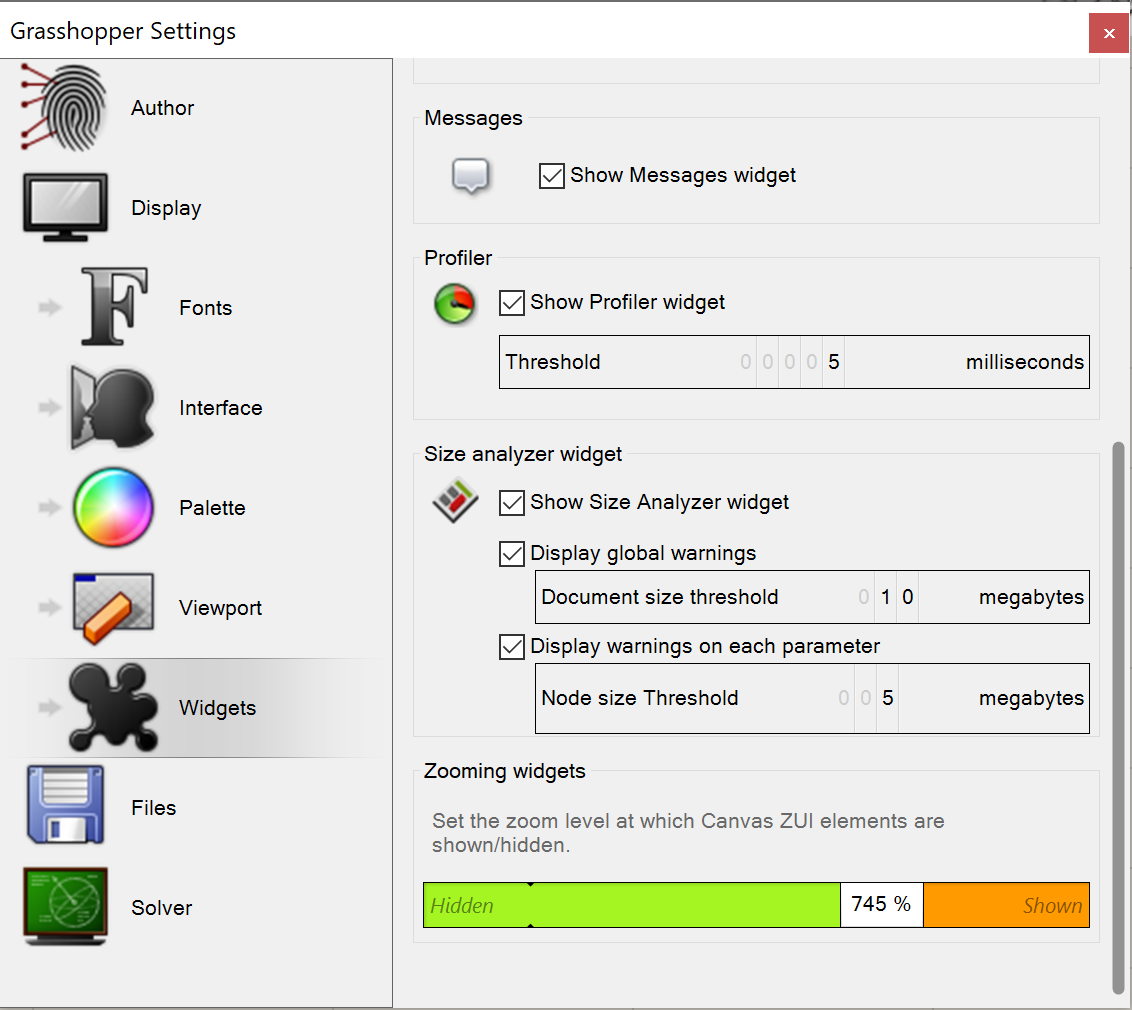 Grasshopper Settings
Author
Display
Fonts
Interface
Palette
Viewport
Widgets
Files
Solver
Messages
Show Messages widget
Profiler
Show Profiler widget
Threshold 0 0 0 0 5 milliseconds
Size analyzer widget
Show Size Analyzer widget
Display global warnings
Document size threshold 0 1 0 megabytes
Display warnings on each parameter
Node size Threshold 0 0 5 megabytes
Zooming widgets
Set the zoom level at which Canvas ZUI elements are
shown/hidden.
Hidden 745 % Shown